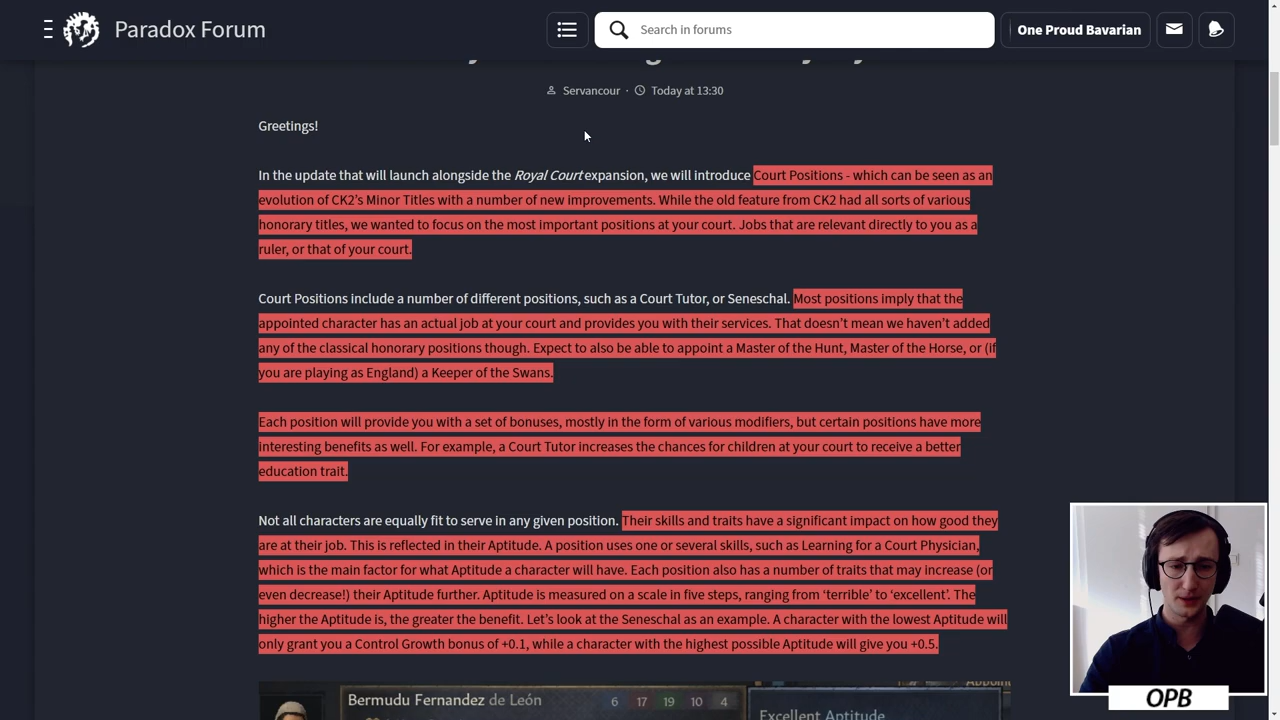 Paradox Forum
Search in forums
One Proud Bavarian
Servancour · Today at 13:30
Greetings!
In the update that will launch alongside the Royal Court expansion, we will introduce Court Positions - which can be seen as an
evolution of CK2's Minor Titles with a number of new improvements. While the old feature from CK2 had all sorts of various
honorary titles, we wanted to focus on the most important positions at your court. Jobs that are relevant directly to you as a
ruler, or that of your court.
Court Positions include a number of different positions, such as a Court Tutor, or Seneschal. Most positions imply that the
appointed character has an actual job at your court and provides you with their services. That doesn't mean we haven't added
any of the classical honorary positions though. Expect to also be able to appoint a Master of the Hunt, Master of the Horse, or (if
you are playing as England) a Keeper of the Swans.
Each position will provide you with a set of bonuses, mostly in the form of various modifiers, but certain positions have more
interesting benefits as well. For example, a Court Tutor increases the chances for children at your court to receive a better
education trait.
Not all characters are equally fit to serve in any given position. Their skills and traits have a significant impact on how good they
are at their job. This is reflected in their Aptitude. A position uses one or several skills, such as Learning for a Court Physician,
which is the main factor for what Aptitude a character will have. Each position also has a number of traits that may increase (or
even decrease!) their Aptitude further. Aptitude is measured on a scale in five steps, ranging from 'terrible' to 'excellent'. The
higher the Aptitude is, the greater the benefit. Let's look at the Seneschal as an example. A character with the lowest Aptitude will
only grant you a Control Growth bonus of +0.1, while a character with the highest possible Aptitude will give you +0.5.
Bermudu Fernandez de León 6 17 19 10 4
Excellent Aptitude
OPB